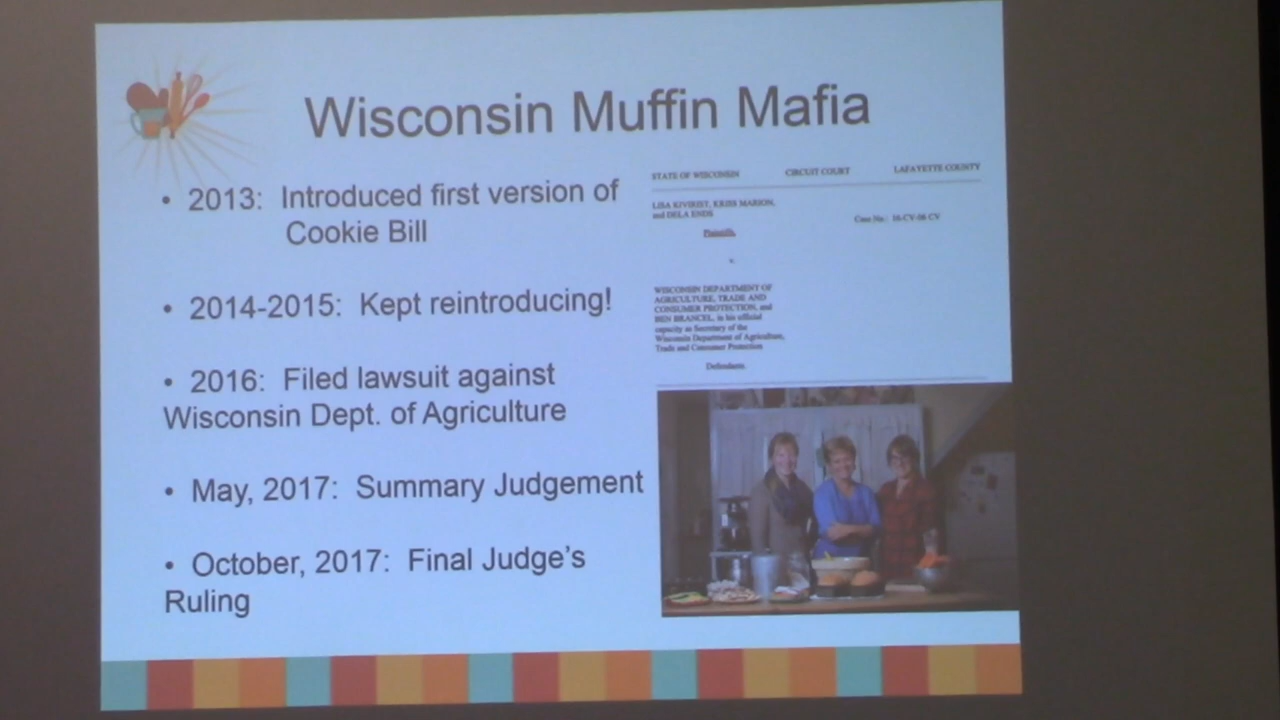 Wisconsin Muffin Mafia
• 2013: Introduced first version of
Cookie Bill
• 2014-2015: Kept reintroducing!
• 2016: Filed lawsuit against
Wisconsin Dept. of Agriculture
• May, 2017: Summary Judgement
• October, 2017: Final Judge's
Ruling
STATE OF WISCONSIN CIRCUIT COURT LAFAYETTE COUNTY
LISA KIVIRIST, KRISS MARION,
and DELA ENDS
Plaintiffs,
v.
Case No.: 16-CV-06 CV
WISCONSIN DEPARTMENT OF
AGRICULTURE, TRADE AND
CONSUMER PROTECTION, and
BEN BRANCEL, in his official
capacity as Secretary of the
Wisconsin Department of Agriculture,
Trade and Consumer Protection
Defendants.